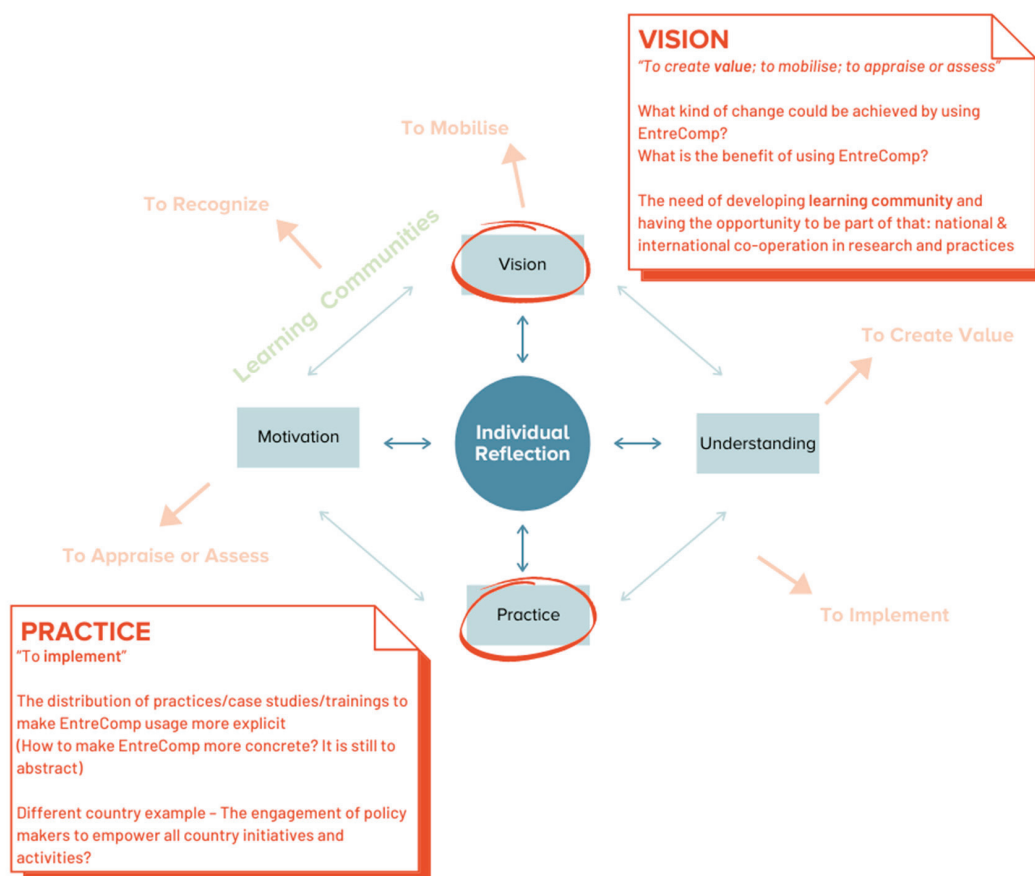 VISION
"To create value; to mobilise; to appraise or assess"
What kind of change could be achieved by using
EntreComp?
What is the benefit of using EntreComp?
The need of developing learning community and
having the opportunity to be part of that: national &
international co-operation in research and practices
To Mobilise
To Recognize
Learning Communities
Vision
To Create Value
Motivation
Individual
Reflection
Understanding
To Appraise or Assess
Practice
To Implement
PRACTICE
"To implement"
The distribution of practices/case studies/trainings to
make EntreComp usage more explicit
(How to make EntreComp more concrete? It is still to
abstract)
Different country example – The engagement of policy
makers to empower all country initiatives and
activities?